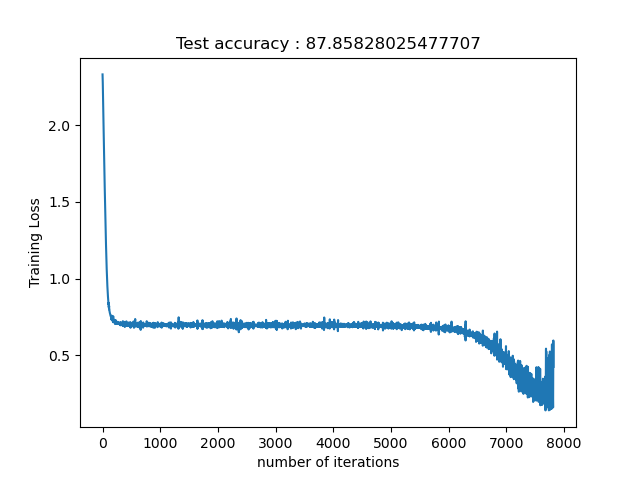 Test accuracy : 87.85828025477707
Training Loss
2.0
1.5
1.0
0.5
0 1000 2000 3000 4000 5000 6000 7000 8000
number of iterations